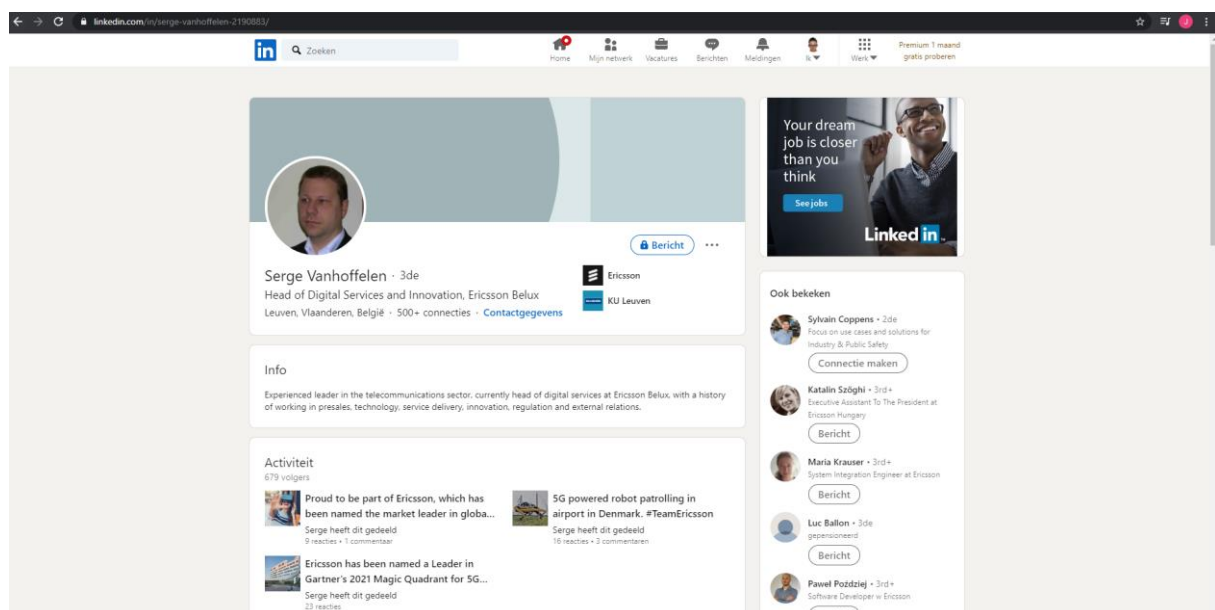 linkedin.com/in/serge-vanhoffelen-2190883/
in
Zoeken
Home
Mijn netwerk
Vacatures
Berichten
Meldingen
Ik
Werk
Premium 1 maand
gratis proberen
Bericht
Serge Vanhoffelen · 3de
Head of Digital Services and Innovation, Ericsson Belux
Leuven, Vlaanderen, België · 500+ connecties · Contactgegevens
Ericsson
KU Leuven
Info
Experienced leader in the telecommunications sector. currently head of digital services at Ericsson Belux, with a history
of working in presales, technology, service delivery, innovation, regulation and external relations.
Activiteit
679 volgers
Proud to be part of Ericsson, which has
been named the market leader in globa...
Serge heeft dit gedeeld
9 reacties • 1 commentaar
5G powered robot patrolling in
airport in Denmark. #TeamEricsson
Serge heeft dit gedeeld
16 reacties • 2 commentaren
Ericsson has been named a Leader in
Gartner's 2021 Magic Quadrant for 5G...
Serge heeft dit gedeeld
23 reacties
Your dream
job is closer
than you
think
See jobs
Linked in
Ook bekeken
Sylvain Coppens • 2de
Focus on use cases and solutions for
Industry & Public Safety
Connectie maken
Katalin Szöghi • 3rd+
Executive Assistant To The President at
Ericsson Hungary
Bericht
Maria Krauser • 3rd+
System Integration Engineer at Ericsson
Bericht
Luc Ballon • 3de
gepensioneerd
Bericht
Paweł Poździej • 3rd+
Software Developer w Ericsson